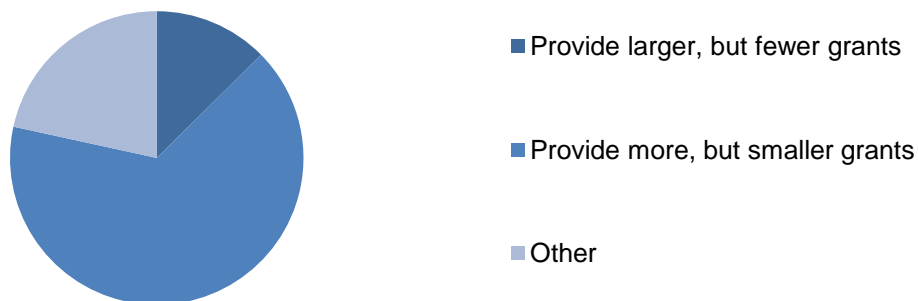 Provide larger, but fewer grants
Provide more, but smaller grants
Other